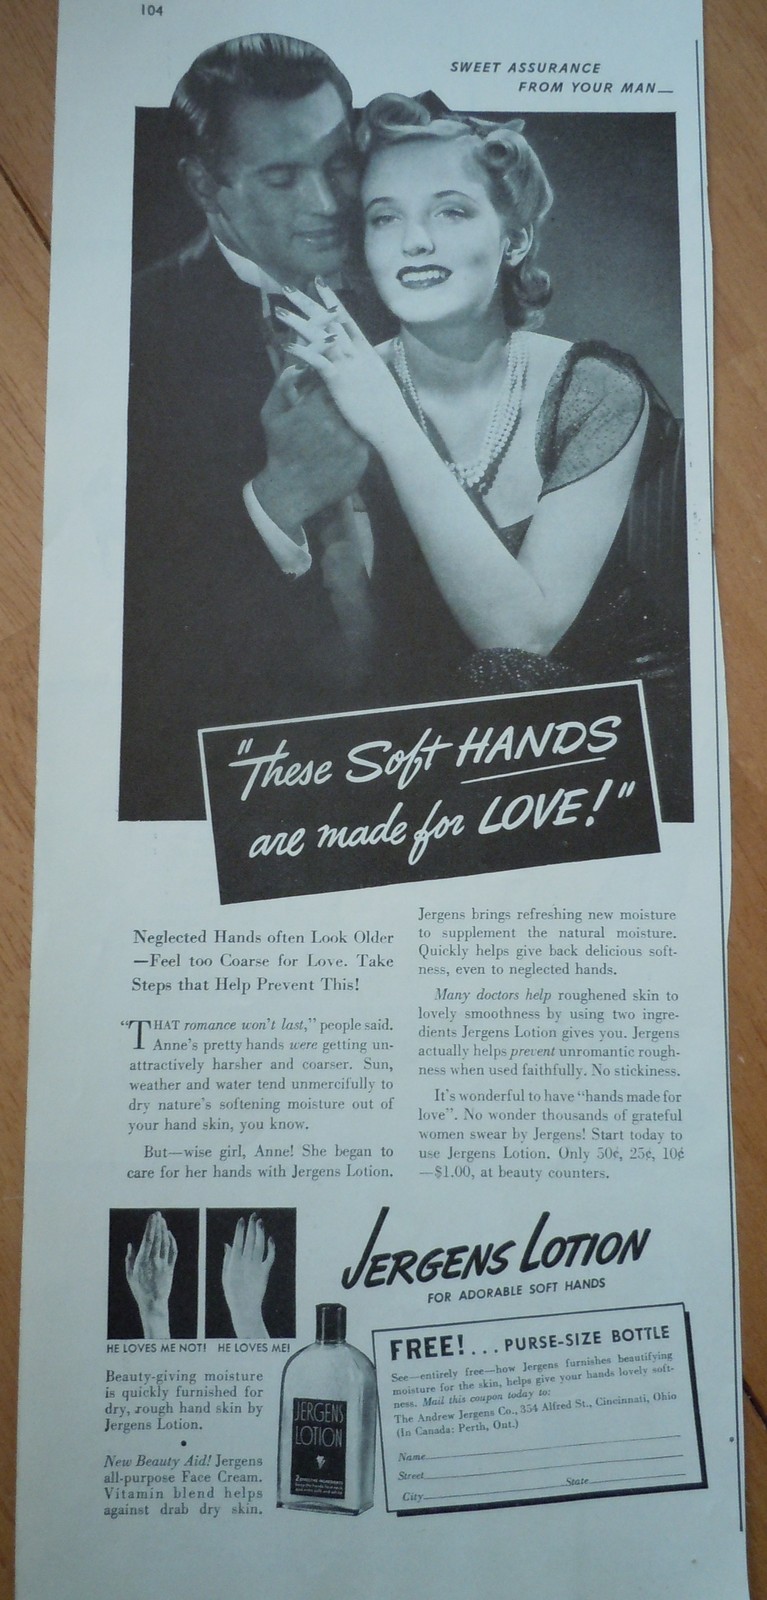 104
SWEET ASSURANCE
FROM YOUR MAN—
"These Soft HANDS
are made for LOVE!"
Neglected Hands often Look Older
—Feel too Coarse for Love. Take
Steps that Help Prevent This!
"THAT romance won't last," people said.
Anne's pretty hands were getting un-
attractively harsher and coarser. Sun,
weather and water tend unmercifully to
dry nature's softening moisture out of
your hand skin, you know.
But—wise girl, Anne! She began to
care for her hands with Jergens Lotion.
Jergens brings refreshing new moisture
to supplement the natural moisture.
Quickly helps give back delicious soft-
ness, even to neglected hands.
Many doctors help roughened skin to
lovely smoothness by using two ingre-
dients Jergens Lotion gives you. Jergens
actually helps prevent unromantic rough-
ness when used faithfully. No stickiness.
It's wonderful to have "hands made for
love". No wonder thousands of grateful
women swear by Jergens! Start today to
use Jergens Lotion. Only 50¢, 25¢, 10¢
—$1.00, at beauty counters.
HE LOVES ME NOT! HE LOVES ME!
Beauty-giving moisture
is quickly furnished for
dry, rough hand skin by
Jergens Lotion.
•
New Beauty Aid! Jergens
all-purpose Face Cream.
Vitamin blend helps
against drab dry skin.
JERGENS LOTION
FOR ADORABLE SOFT HANDS
JERGENS
LOTION
FREE!... PURSE-SIZE BOTTLE
See—entirely free—how Jergens furnishes beautifying
moisture for the skin, helps give your hands lovely soft-
ness. Mail this coupon today to:
The Andrew Jergens Co., 354 Alfred St., Cincinnati, Ohio
(In Canada: Perth, Ont.)
Name
Street
City State